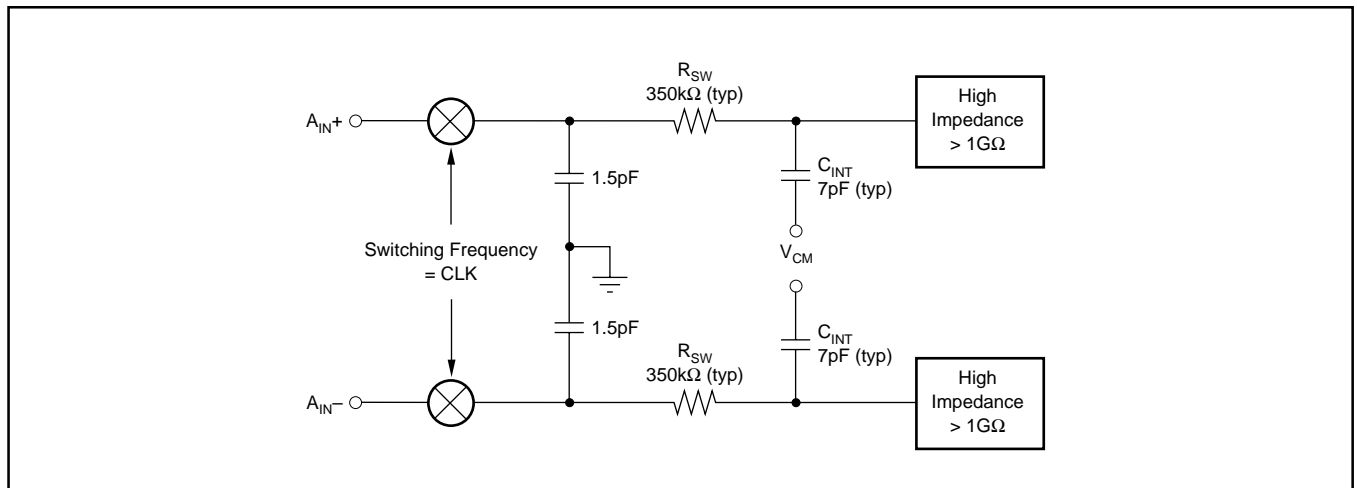 R_SW
350kΩ (typ)
High
Impedance
> 1GΩ
A_IN+
1.5pF
C_INT
7pF (typ)
Switching Frequency
= CLK
V_CM
1.5pF
C_INT
7pF (typ)
R_SW
350kΩ (typ)
High
Impedance
> 1GΩ
A_IN–